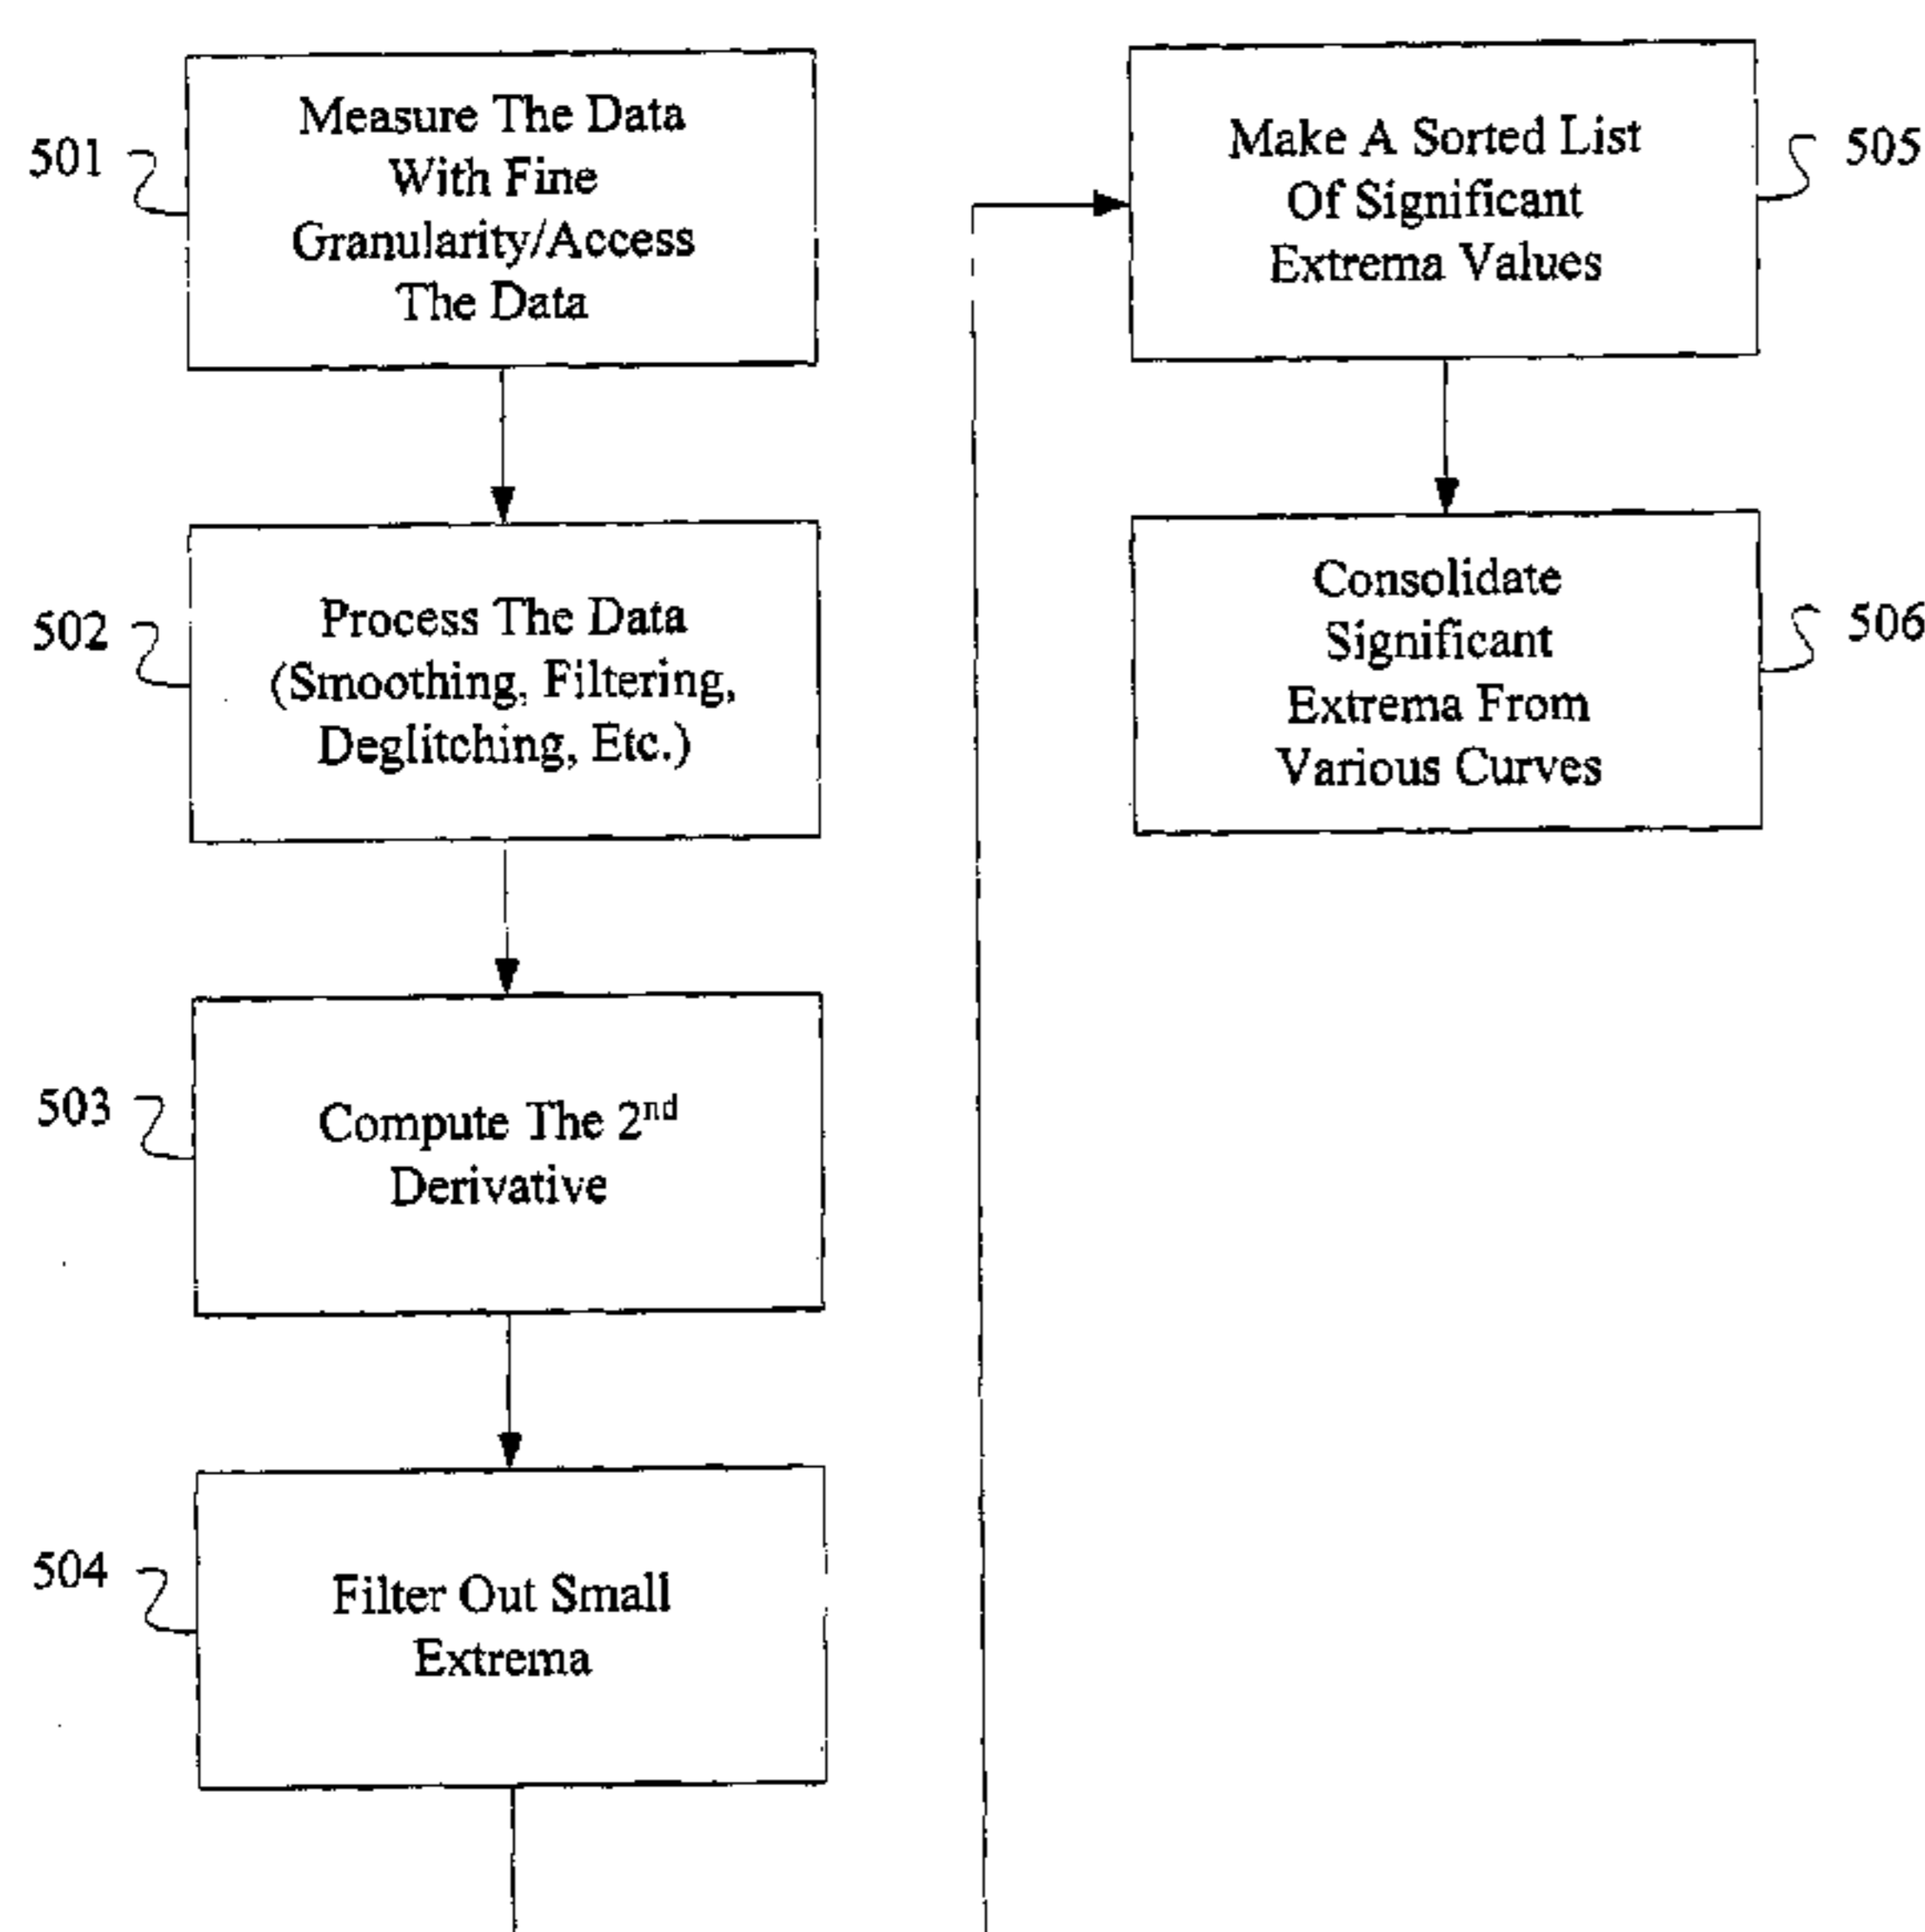 501
Measure The Data
With Fine
Granularity/Access
The Data
502
Process The Data
(Smoothing, Filtering,
Deglitching, Etc.)
503
Compute The 2nd
Derivative
504
Filter Out Small
Extrema
Make A Sorted List
Of Significant
Extrema Values
505
Consolidate
Significant
Extrema From
Various Curves
506